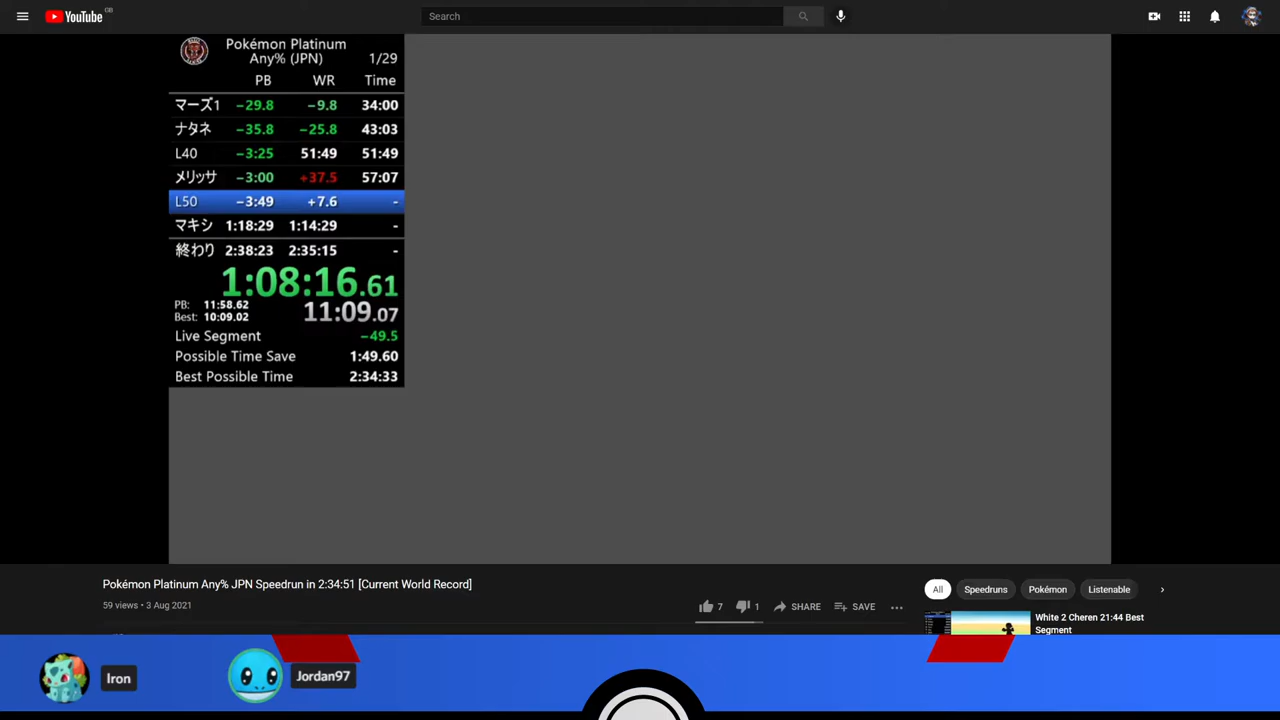 YouTube GB
Search
Pokémon Platinum
Any% (JPN) 1/29
PB WR Time
マーズ1 -29.8 -9.8 34:00
ナタネ -35.8 -25.8 43:03
L40 -3:25 51:49 51:49
メリッサ -3:00 +37.5 57:07
L50 -3:49 +7.6 -
マキシ 1:18:29 1:14:29 -
終わり 2:38:23 2:35:15 -
1:08:16.61
PB: 11:58.62
Best: 10:09.02
11:09.07
Live Segment -49.5
Possible Time Save 1:49.60
Best Possible Time 2:34:33
Pokémon Platinum Any% JPN Speedrun in 2:34:51 [Current World Record]
59 views • 3 Aug 2021
7 1 SHARE SAVE
All Speedruns Pokémon Listenable
White 2 Cheren 21:44 Best
Segment
Iron
Jordan97